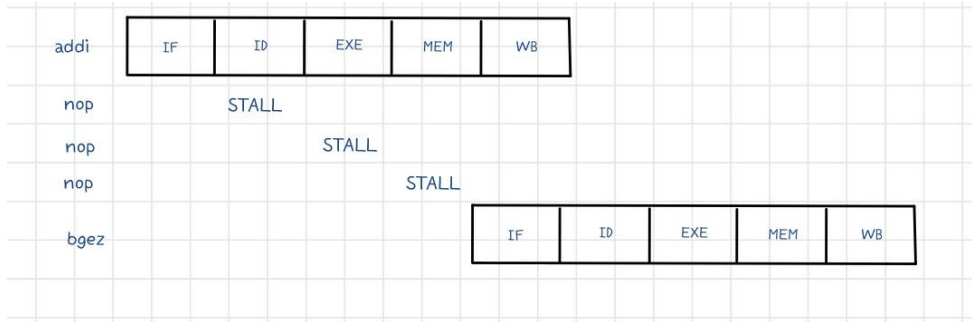 addi IF ID EXE MEM WB
nop STALL
nop STALL
nop STALL
bgez IF ID EXE MEM WB